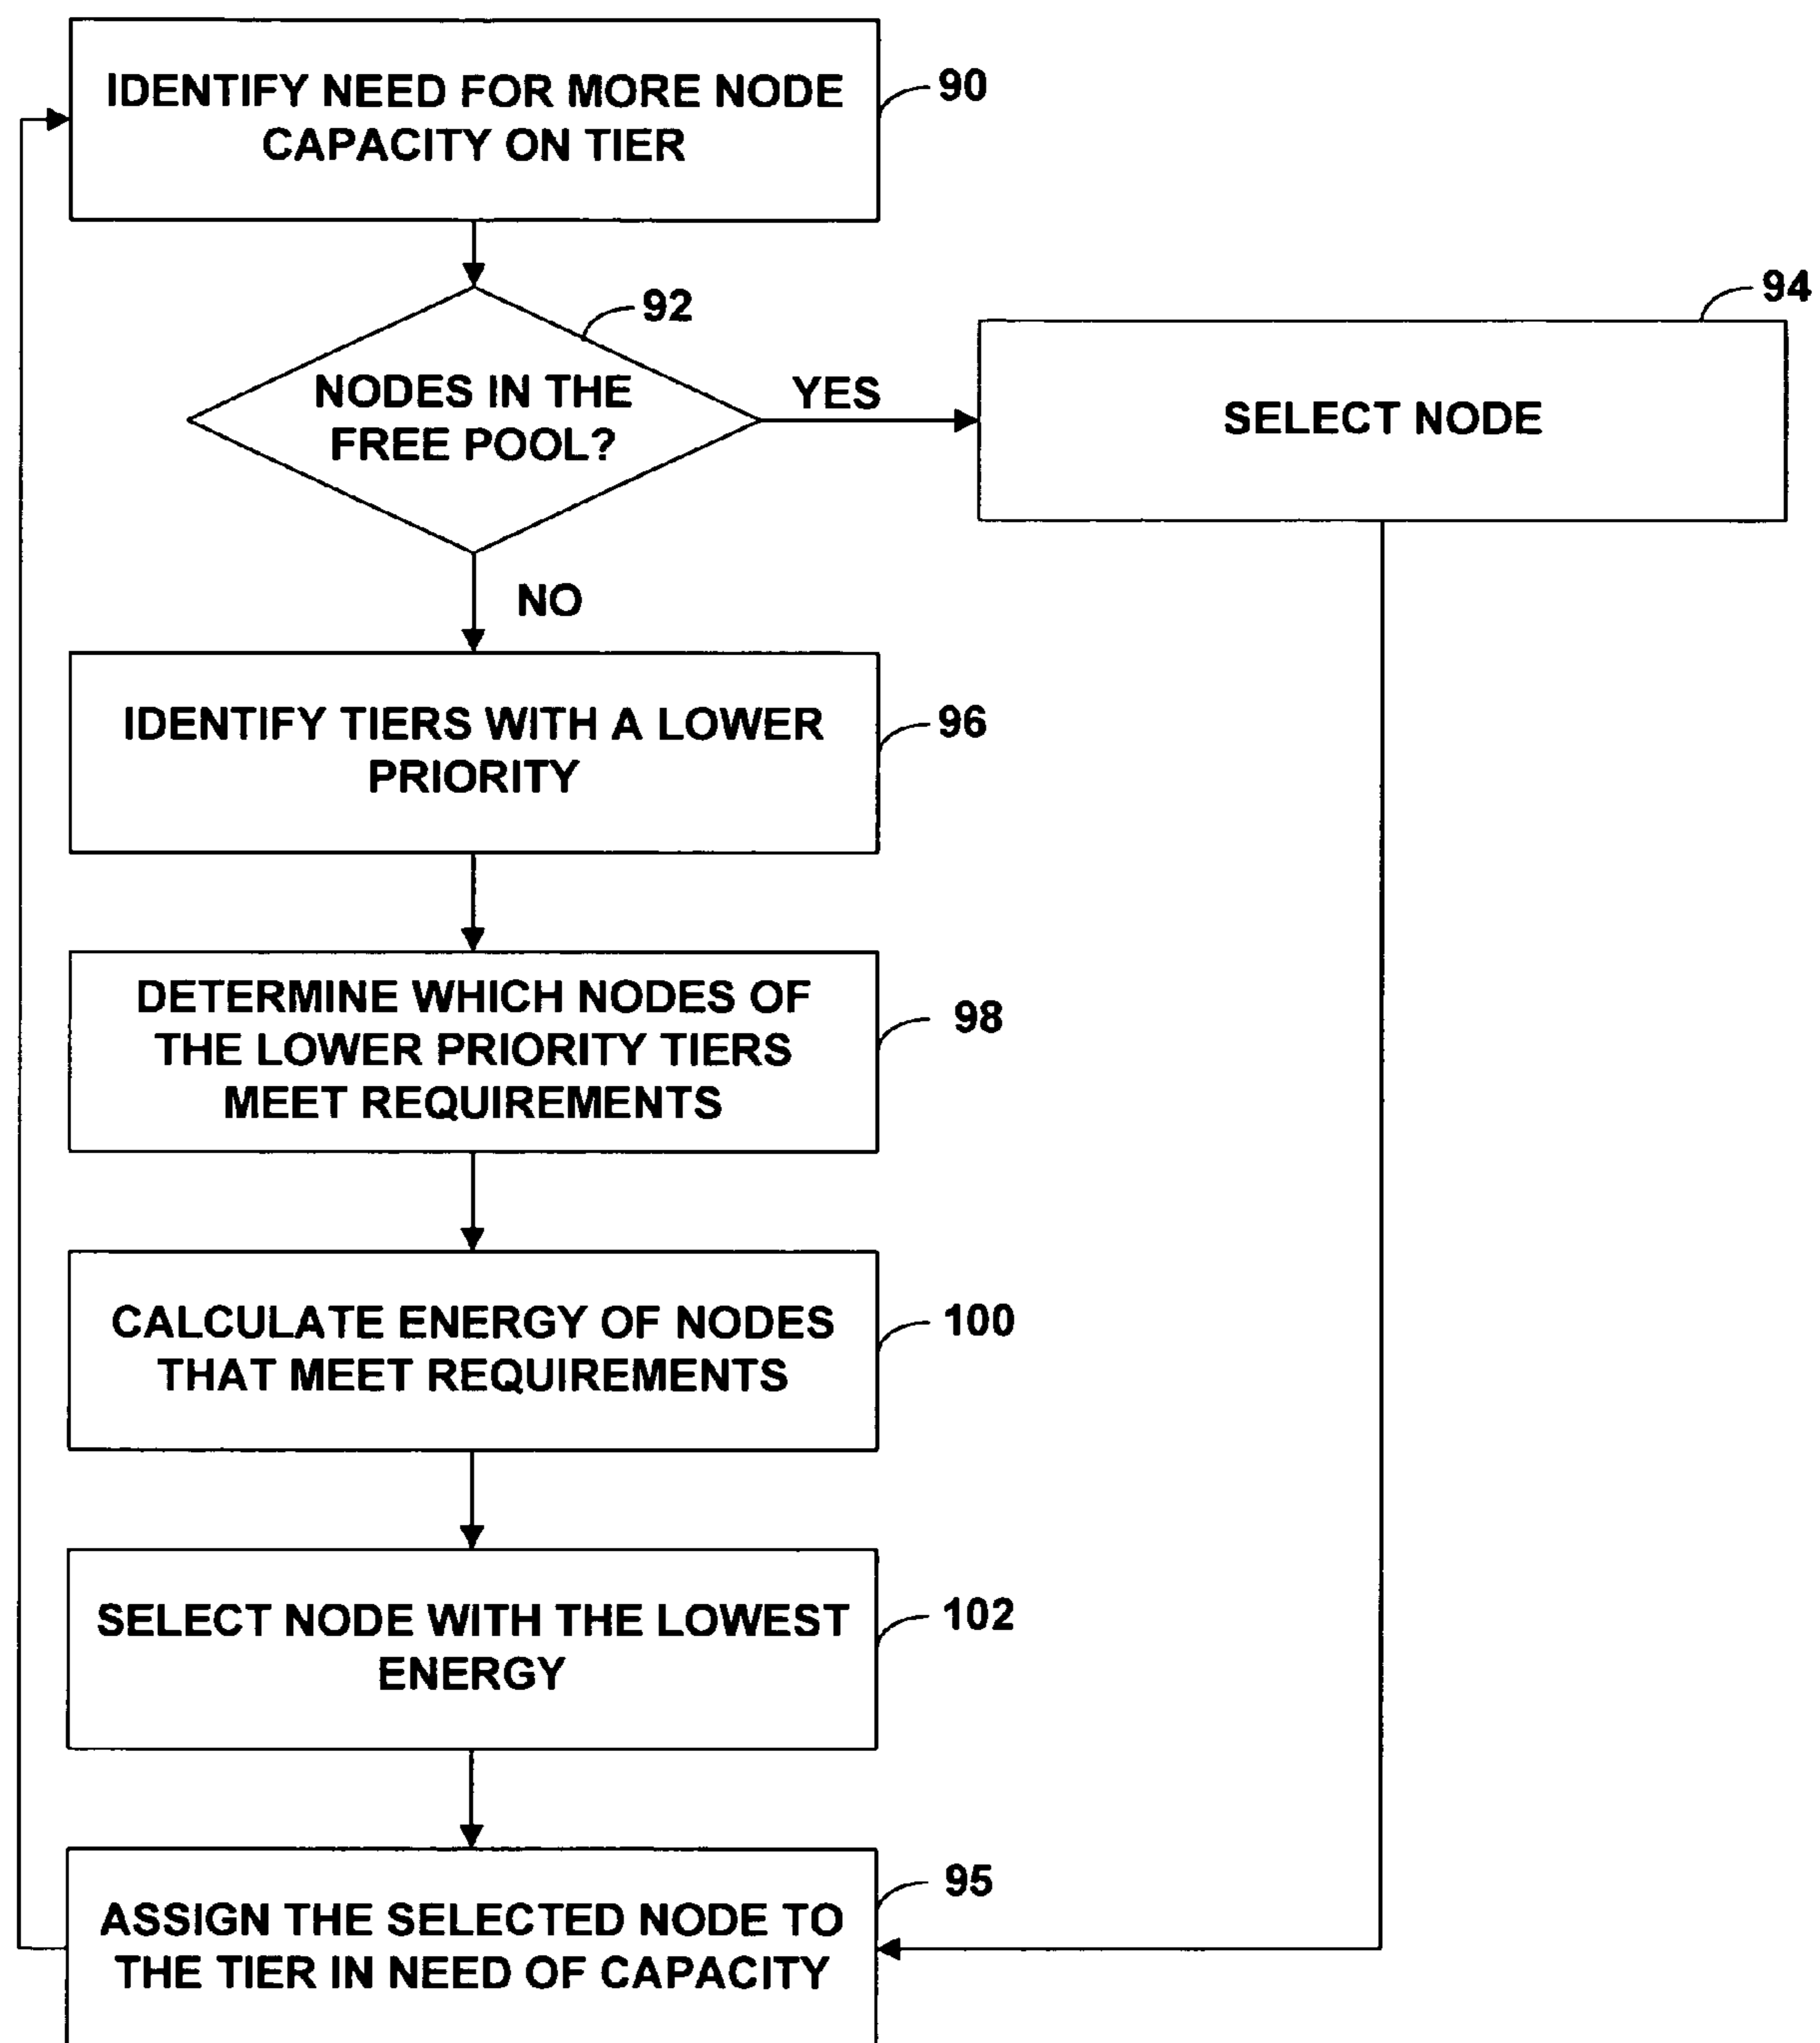 IDENTIFY NEED FOR MORE NODE
CAPACITY ON TIER
90
92
NODES IN THE
FREE POOL?
YES
94
SELECT NODE
NO
IDENTIFY TIERS WITH A LOWER
PRIORITY
96
DETERMINE WHICH NODES OF
THE LOWER PRIORITY TIERS
MEET REQUIREMENTS
98
CALCULATE ENERGY OF NODES
THAT MEET REQUIREMENTS
100
SELECT NODE WITH THE LOWEST
ENERGY
102
ASSIGN THE SELECTED NODE TO
THE TIER IN NEED OF CAPACITY
95